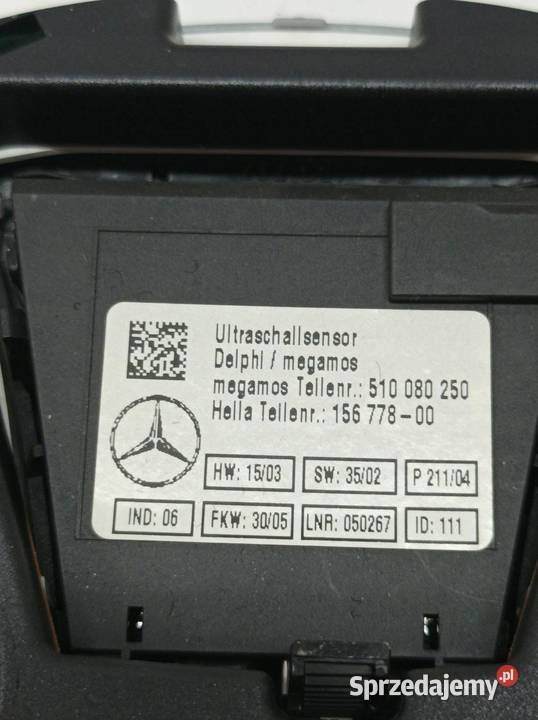 Ultraschallsensor
Delphi / megamos
megamos Tellenr.: 510 080 250
Hella Tellenr.: 156 778-00
HW: 15/03 SW: 35/02 P 211/04
IND: 06 FKW: 30/05 LNR: 050267 ID: 111
Sprzedajemy.pl